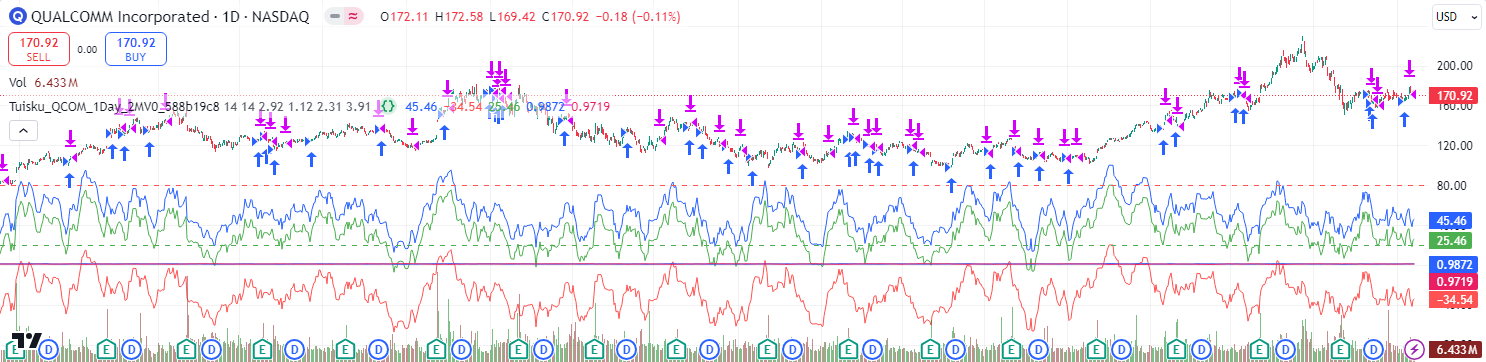 QUALCOMM Incorporated · 1D · NASDAQ O172.11 H172.58 L169.42 C170.92 −0.18 (−0.11%)
USD
170.92 SELL
0.00
170.92 BUY
Vol 6.433M
Tuisku_QCOM_1Day_2MV0_588b19c8 14 14 2.92 1.12 2.31 3.91 45.46 −34.54 25.46 0.9872 0.9719
200.00
170.92
160.00
120.00
80.00
45.46
25.46
0.9872
0.9719
−34.54
6.433M
E D E D E D E D E D E D E D E D E D E D E D E D E D E D E D E D E D